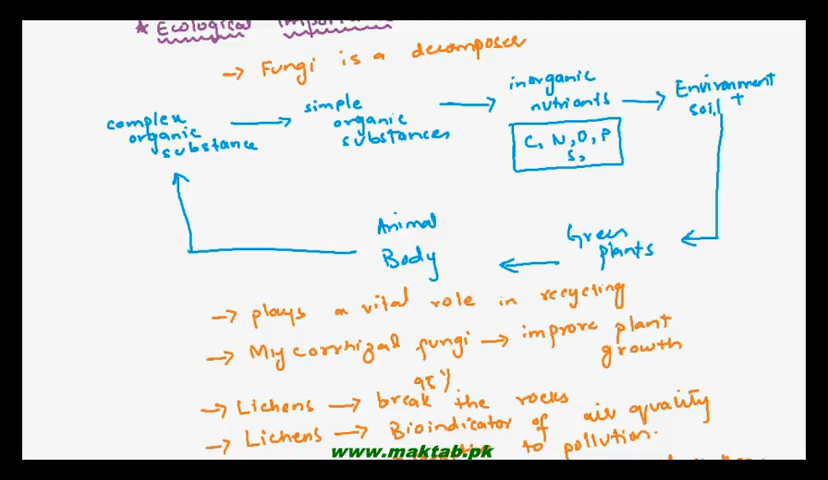 * Ecological
→ Fungi is a decomposer
complex organic substance → simple organic substances → inorganic nutrients → Environment soil +
C, N, O, P
S,
Animal Body ← Green plants
→ plays a vital role in recycling
→ Mycorrhizal fungi → improve plant growth
95%
→ Lichens → break the rocks
→ Lichens → Bioindicator of air quality
to pollution.
www.maktab.pk